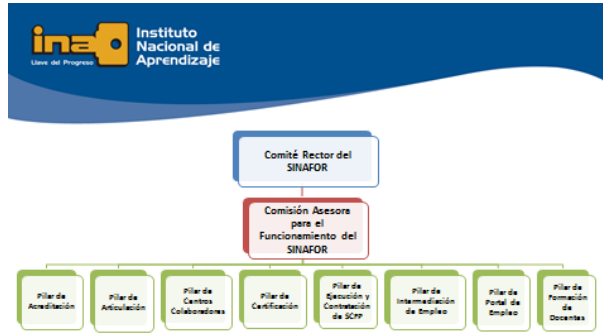 ina
Llave del Progreso
Instituto
Nacional de
Aprendizaje
Comité Rector del
SINAFOR
Comisión Asesora
para el
Funcionamiento del
SINAFOR
Pilar de
Acreditación
Pilar de
Articulación
Pilar de
Centros
Colaboradores
Pilar de
Certificación
Pilar de
Ejecución y
Contratación
de SCFP
Pilar de
Intermediación
de Empleo
Pilar de
Portal de
Empleo
Pilar de
Formación
de
Docentes